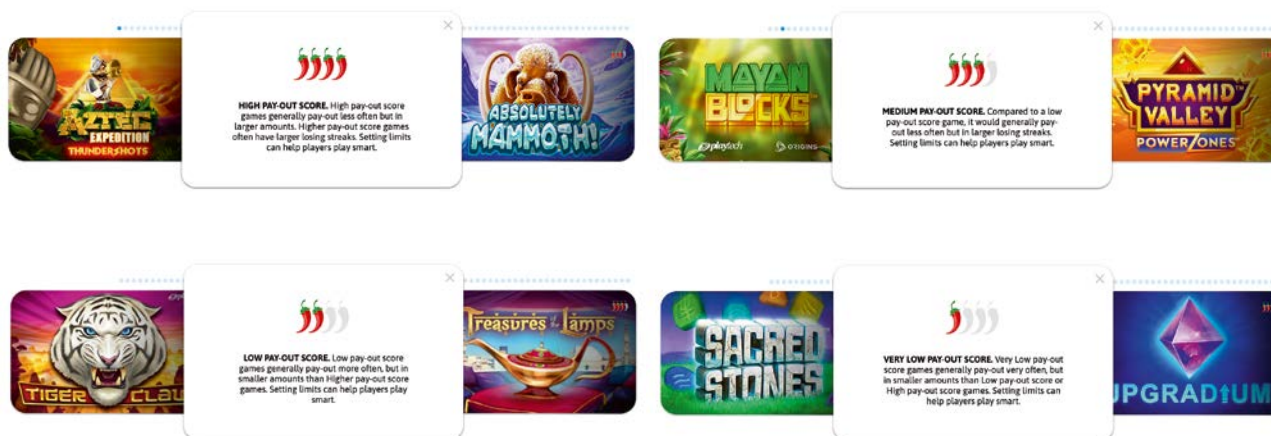 AZTEC
EXPEDITION
THUNDERSHOTS
HIGH PAY-OUT SCORE. High pay-out score
games generally pay-out less often but in
larger amounts. Higher pay-out score games
often have larger losing streaks. Setting limits
can help players play smart.
ABSOLUTELY
MAMMOTH!
MAYAN
BLOCKS
playtech
ORIGINS
MEDIUM PAY-OUT SCORE. Compared to a low
pay-out score game, it would generally pay-
out less often but in larger losing streaks.
Setting limits can help players play smart.
PYRAMID
VALLEY
POWER ZONES
TIGER CLAW
LOW PAY-OUT SCORE. Low pay-out score
games generally pay-out more often, but in
smaller amounts than Higher pay-out score
games. Setting limits can help players play
smart.
Treasures of the Lamps
SACRED
STONES
VERY LOW PAY-OUT SCORE. Very Low pay-out
score games generally pay-out very often, but
in smaller amounts than Low pay-out score or
High pay-out score games. Setting limits can
help players play smart.
UPGRADIUM